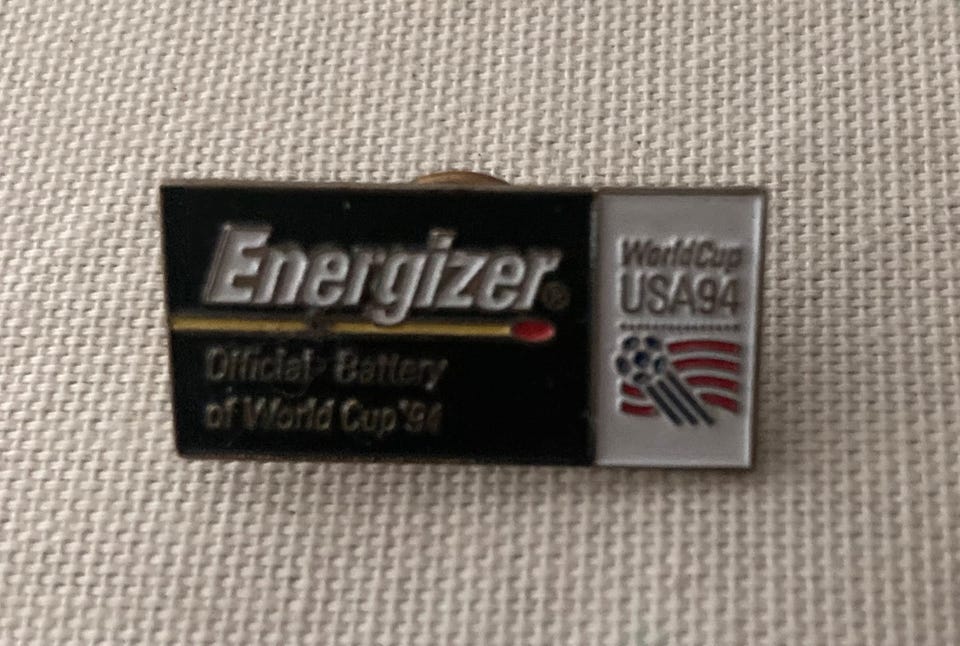 Energizer®
Official Battery
of World Cup '94
WorldCup
USA94